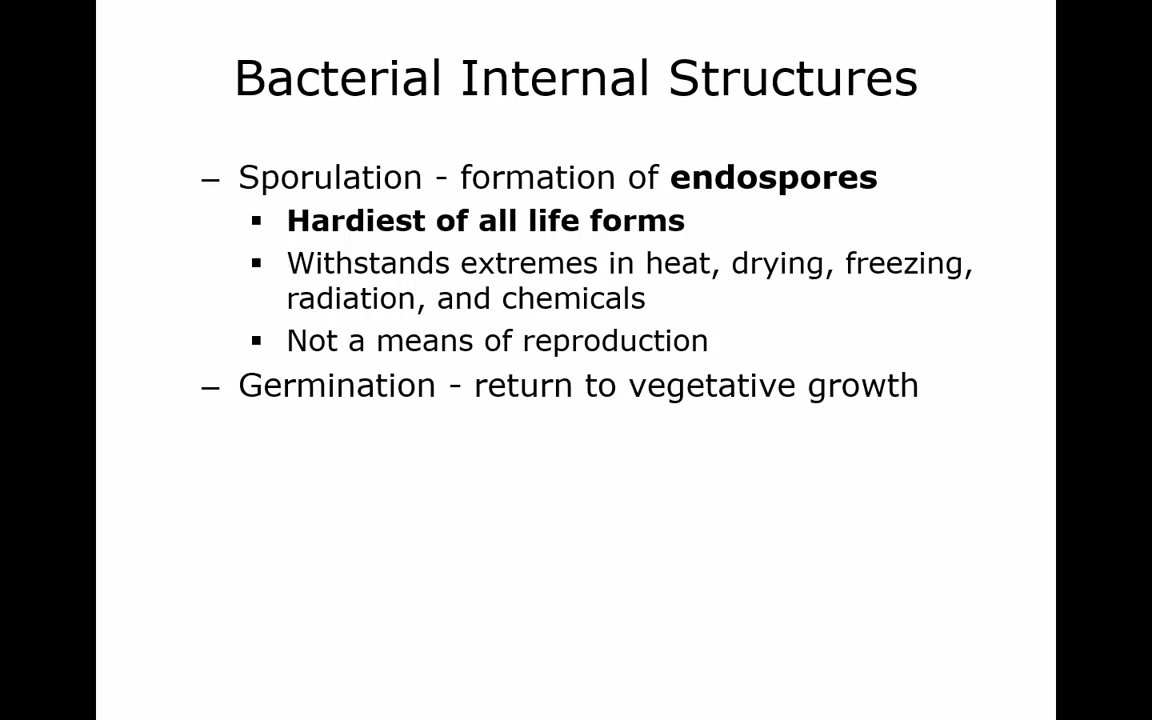 Bacterial Internal Structures
– Sporulation - formation of endospores
▪ Hardiest of all life forms
▪ Withstands extremes in heat, drying, freezing,
radiation, and chemicals
▪ Not a means of reproduction
– Germination - return to vegetative growth